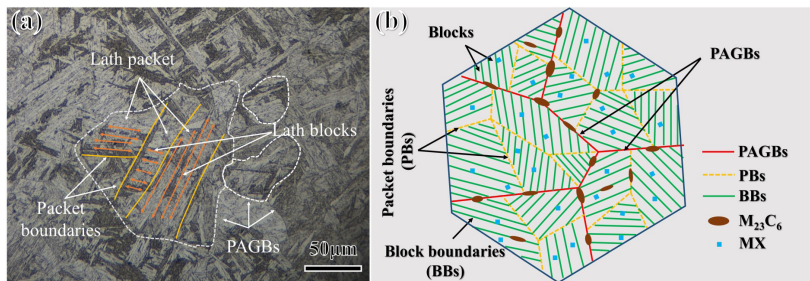 (a)
Lath packet
Lath blocks
Packet
boundaries
PAGBs
50μm
(b)
Blocks
PAGBs
Packet boundaries
(PBs)
Block boundaries
(BBs)
PAGBs
PBs
BBs
M23C6
MX